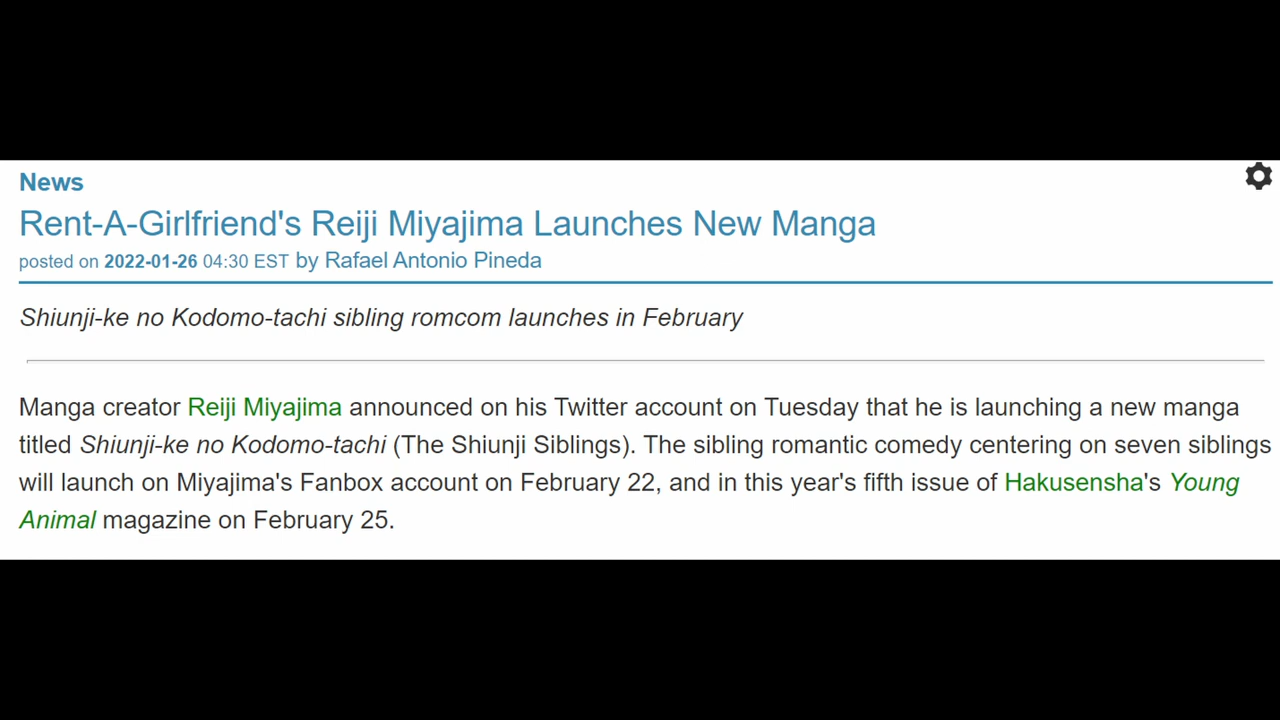 News
Rent-A-Girlfriend's Reiji Miyajima Launches New Manga
posted on 2022-01-26 04:30 EST by Rafael Antonio Pineda
Shiunji-ke no Kodomo-tachi sibling romcom launches in February
Manga creator Reiji Miyajima announced on his Twitter account on Tuesday that he is launching a new manga
titled Shiunji-ke no Kodomo-tachi (The Shiunji Siblings). The sibling romantic comedy centering on seven siblings
will launch on Miyajima's Fanbox account on February 22, and in this year's fifth issue of Hakusensha's Young
Animal magazine on February 25.